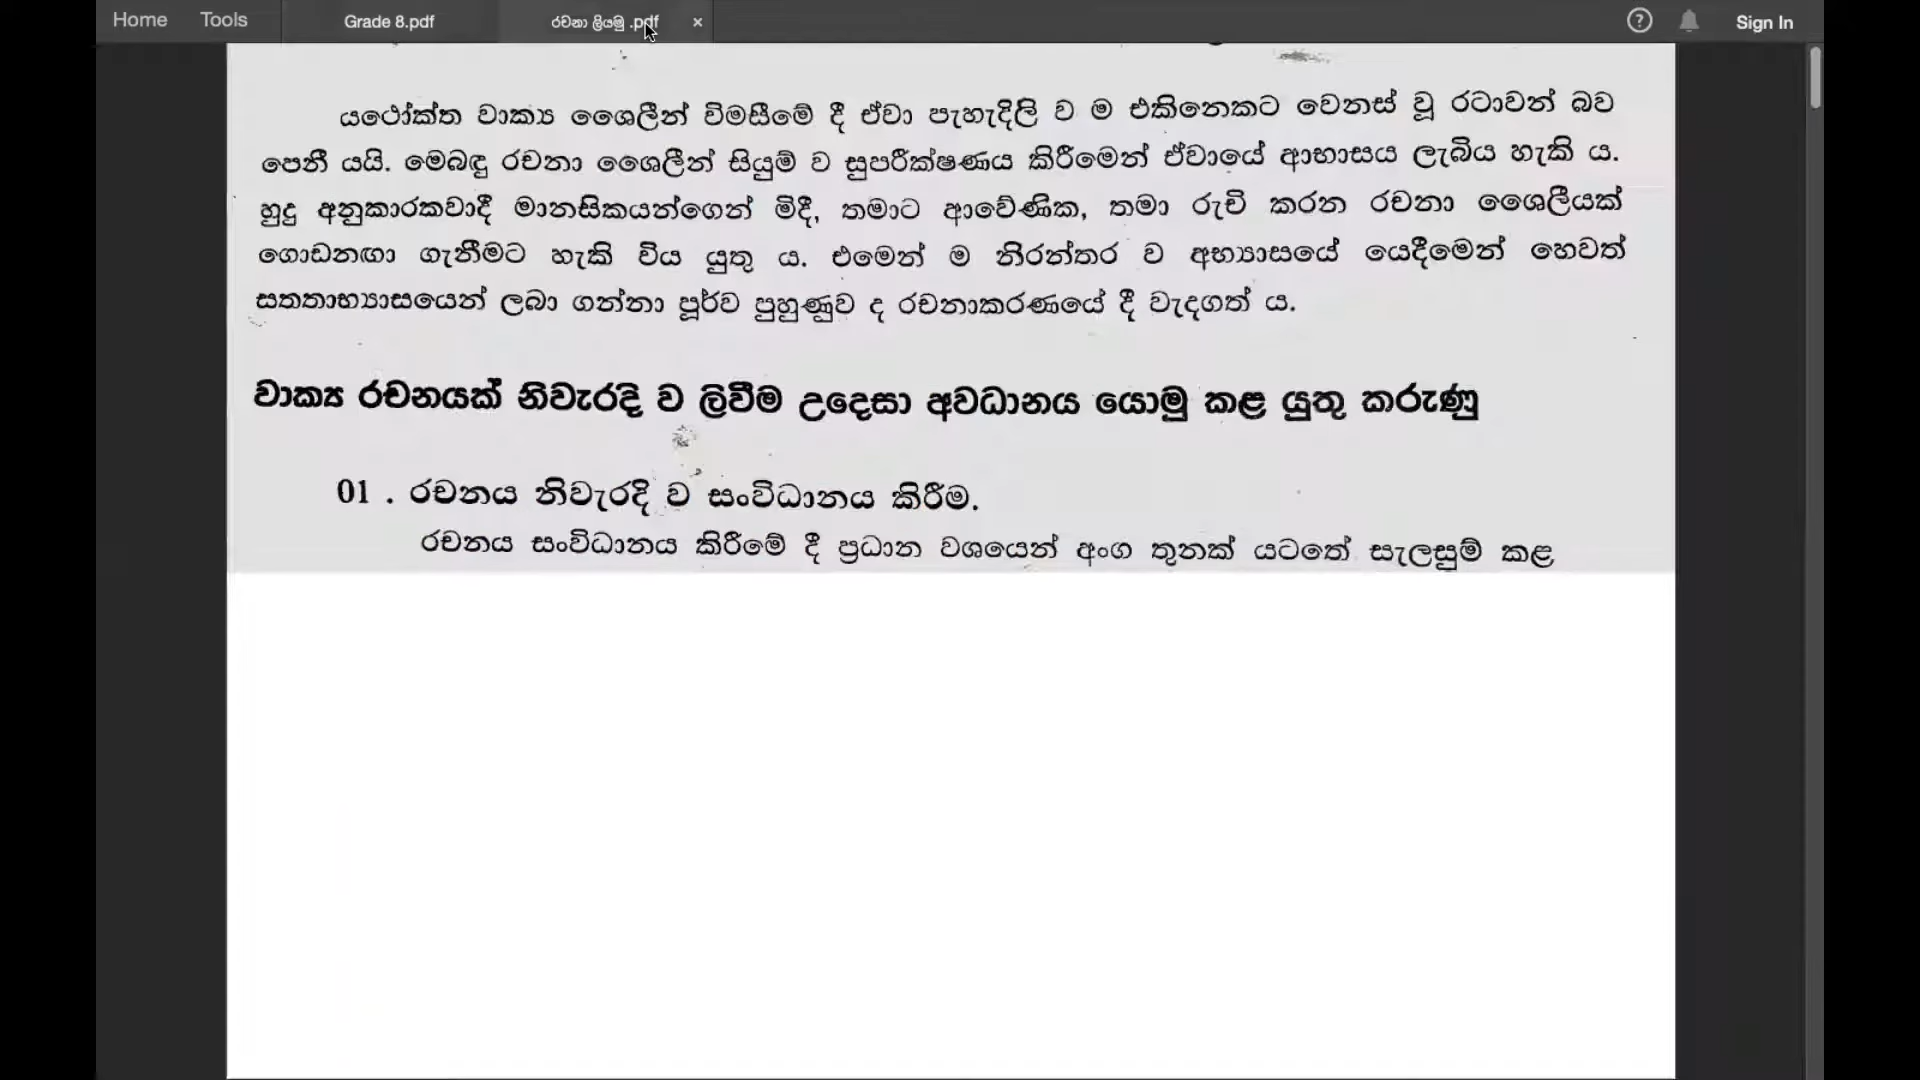 Home Tools Grade 8.pdf රචනා ලියමු .pdf × ? Sign In
යථෝක්ත වාක්‍ය ශෛලීන් විමසීමේ දී ඒවා පැහැදිලි ව ම එකිනෙකට වෙනස් වූ රටාවන් බව
පෙනී යයි. මෙබඳු රචනා ශෛලීන් සියුම් ව සුපරීක්ෂණය කිරීමෙන් ඒවායේ ආභාසය ලැබිය හැකි ය.
හුදු අනුකාරකවාදී මානසිකයන්ගෙන් මිදී, තමාට ආවේණික, තමා රුචි කරන රචනා ශෛලීයක්
ගොඩනඟා ගැනීමට හැකි විය යුතු ය. එමෙන් ම නිරන්තර ව අභ්‍යාසයේ යෙදීමෙන් හෙවත්
සතතාභ්‍යාසයෙන් ලබා ගන්නා පූර්ව පුහුණුව ද රචනාකරණයේ දී වැදගත් ය.
වාක්‍ය රචනයක් නිවැරදි ව ලිවීම උදෙසා අවධානය යොමු කළ යුතු කරුණු
01 . රචනය නිවැරදි ව සංවිධානය කිරීම.
රචනය සංවිධානය කිරීමේ දී ප්‍රධාන වශයෙන් අංග තුනක් යටතේ සැලසුම් කළ